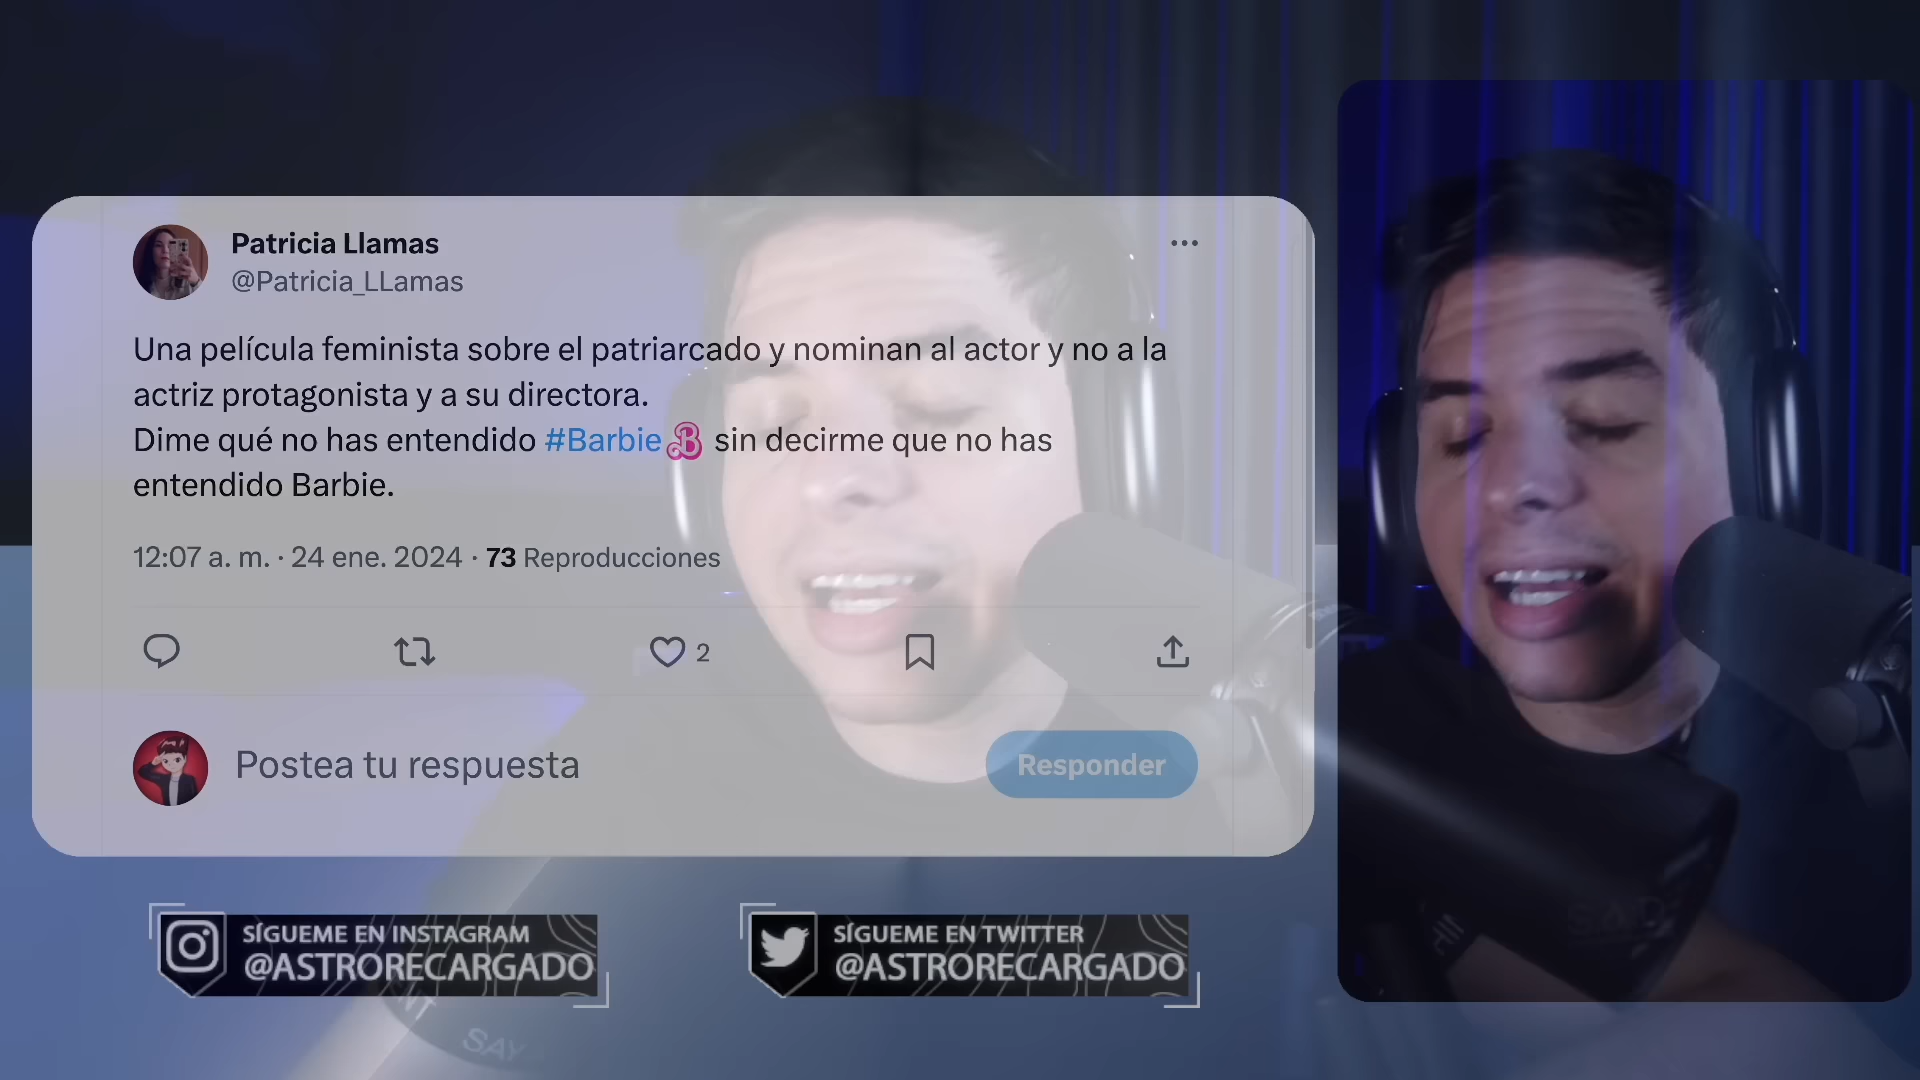 Patricia Llamas
@Patricia_LLamas
Una película feminista sobre el patriarcado y nominan al actor y no a la
actriz protagonista y a su directora.
Dime qué no has entendido #Barbie sin decirme que no has
entendido Barbie.
12:07 a. m. · 24 ene. 2024 · 73 Reproducciones
2
Postea tu respuesta
Responder
SÍGUEME EN INSTAGRAM
@ASTRORECARGADO
SÍGUEME EN TWITTER
@ASTRORECARGADO
SAY